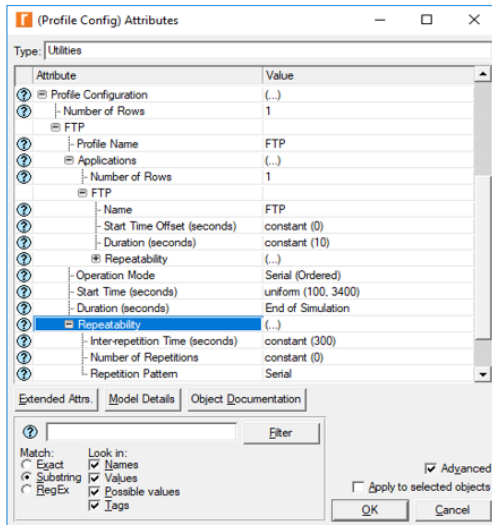 (Profile Config) Attributes
Type: Utilities
Attribute Value
Profile Configuration (...)
Number of Rows 1
FTP
Profile Name FTP
Applications (...)
Number of Rows 1
FTP
Name FTP
Start Time Offset (seconds) constant (0)
Duration (seconds) constant (10)
Repeatability (...)
Operation Mode Serial (Ordered)
Start Time (seconds) uniform (100, 3400)
Duration (seconds) End of Simulation
Repeatability (...)
Inter-repetition Time (seconds) constant (300)
Number of Repetitions constant (0)
Repetition Pattern Serial
Extended Attrs. Model Details Object Documentation
Filter
Match: Look in:
Exact Names
Substring Values
RegEx Possible values
Tags
Advanced
Apply to selected objects
OK Cancel